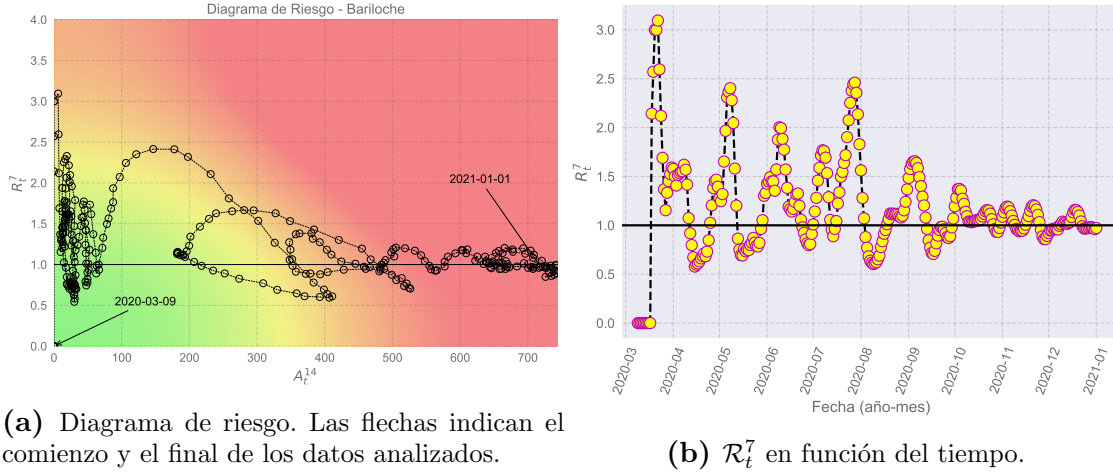 Diagrama de Riesgo - Bariloche
4.0
3.5
3.0
2.5
2.0
1.5
1.0
0.5
0.0
R_t^7
2021-01-01
2020-03-09
0 100 200 300 400 500 600 700
A_t^14
(a) Diagrama de riesgo. Las flechas indican el
comienzo y el final de los datos analizados.
3.0
2.5
2.0
1.5
1.0
0.5
0.0
R_t^7
2020-03 2020-04 2020-05 2020-06 2020-07 2020-08 2020-09 2020-10 2020-11 2020-12 2021-01
Fecha (año-mes)
(b) R_t^7 en función del tiempo.